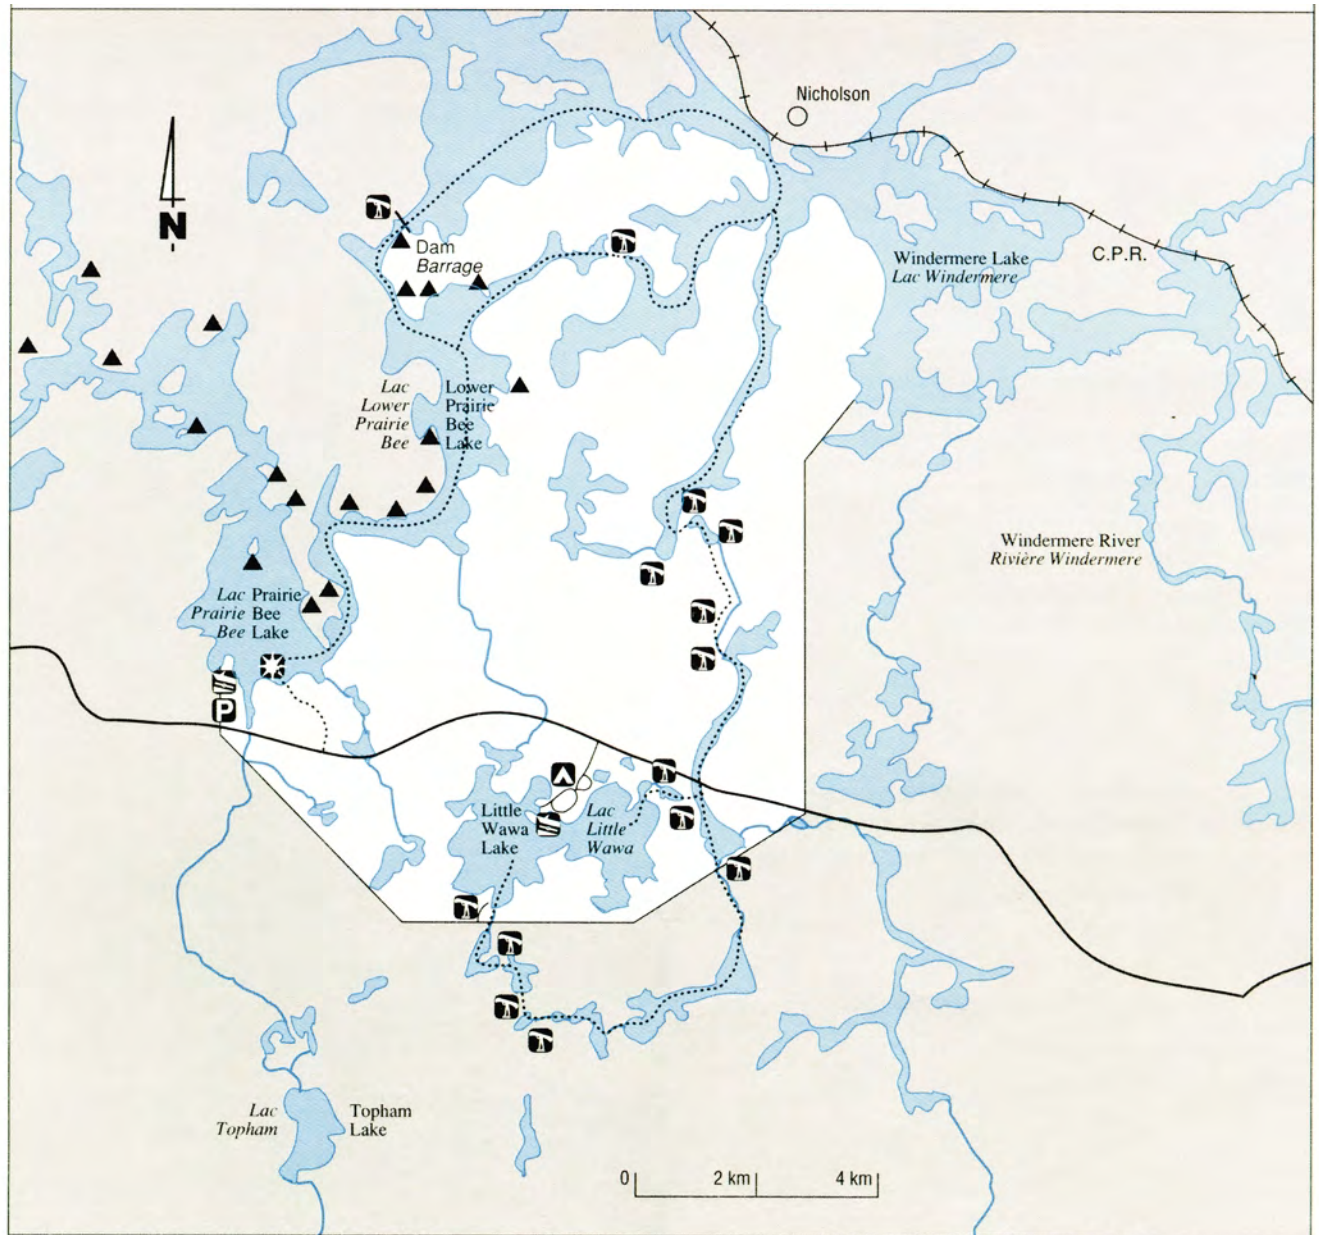 Nicholson
N
Dam
Barrage
Windermere Lake
Lac Windermere
C.P.R.
Lac
Lower
Prairie
Bee
Lower
Prairie
Bee
Lake
Windermere River
Rivière Windermere
Lac
Prairie
Bee
Prairie
Bee
Lake
P
Little
Wawa
Lake
Lac
Little
Wawa
Lac
Topham
Topham
Lake
0 2 km 4 km